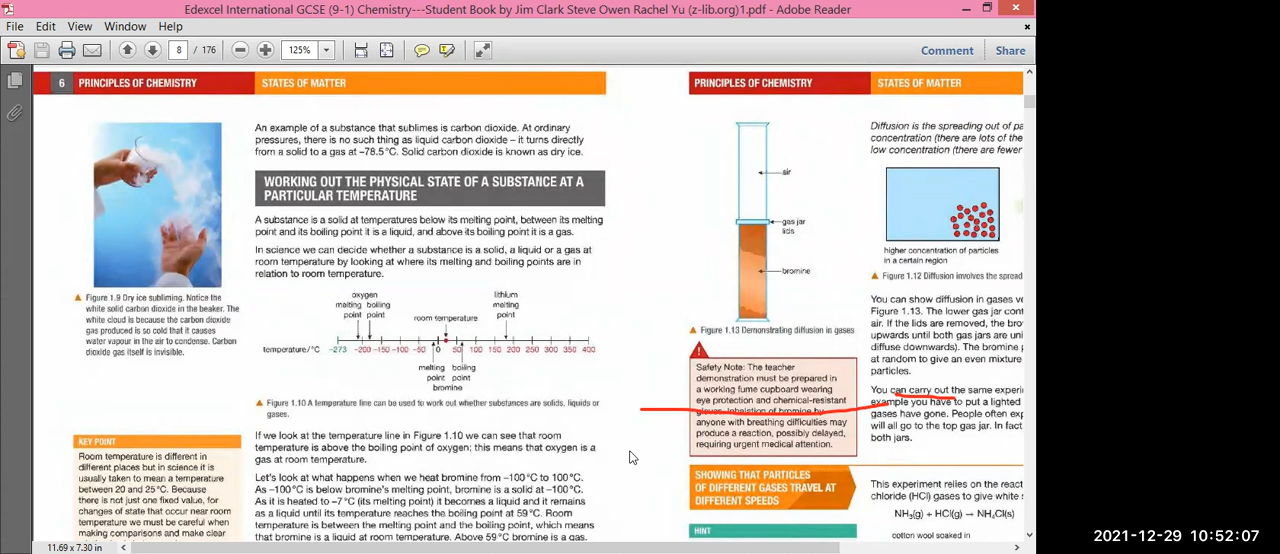 Edexcel International GCSE (9-1) Chemistry---Student Book by Jim Clark Steve Owen Rachel Yu (z-lib.org)1.pdf - Adobe Reader
File Edit View Window Help
8 / 176
125%
Comment Share
6 PRINCIPLES OF CHEMISTRY STATES OF MATTER
An example of a substance that sublimes is carbon dioxide. At ordinary
pressures, there is no such thing as liquid carbon dioxide – it turns directly
from a solid to a gas at –78.5 °C. Solid carbon dioxide is known as dry ice.
WORKING OUT THE PHYSICAL STATE OF A SUBSTANCE AT A
PARTICULAR TEMPERATURE
A substance is a solid at temperatures below its melting point, between its melting
point and its boiling point it is a liquid, and above its boiling point it is a gas.
In science we can decide whether a substance is a solid, a liquid or a gas at
room temperature by looking at where its melting and boiling points are in
relation to room temperature.
Figure 1.9 Dry ice subliming. Notice the
white solid carbon dioxide in the beaker. The
white cloud is because the carbon dioxide
gas produced is so cold that it causes
water vapour in the air to condense. Carbon
dioxide gas itself is invisible.
oxygen
melting boiling
point point
lithium
melting
point
room temperature
temperature/°C –273 –200 –150 –100 –50 0 50 100 150 200 250 300 350 400
melting boiling
point point
bromine
Figure 1.10 A temperature line can be used to work out whether substances are solids, liquids or
gases.
If we look at the temperature line in Figure 1.10 we can see that room
temperature is above the boiling point of oxygen; this means that oxygen is a
gas at room temperature.
Let's look at what happens when we heat bromine from –100 °C to 100 °C.
As –100 °C is below bromine's melting point, bromine is a solid at –100 °C.
As it is heated to –7 °C (its melting point) it becomes a liquid and it remains
as a liquid until its temperature reaches the boiling point at 59 °C. Room
temperature is between the melting point and the boiling point, which means
that bromine is a liquid at room temperature. Above 59 °C bromine is a gas.
KEY POINT
Room temperature is different in
different places but in science it is
usually taken to mean a temperature
between 20 and 25 °C. Because
there is not just one fixed value, for
changes of state that occur near room
temperature we must be careful when
making comparisons and make clear
PRINCIPLES OF CHEMISTRY STATES OF MATTER
air
gas jar
lids
bromine
Figure 1.13 Demonstrating diffusion in gases
Safety Note: The teacher
demonstration must be prepared in
a working fume cupboard wearing
eye protection and chemical-resistant
gloves. Inhalation of bromine by
anyone with breathing difficulties may
produce a reaction, possibly delayed,
requiring urgent medical attention.
SHOWING THAT PARTICLES
OF DIFFERENT GASES TRAVEL AT
DIFFERENT SPEEDS
HINT
Diffusion is the spreading out of pa
concentration (there are lots of the
low concentration (there are fewer
higher concentration of particles
in a certain region
Figure 1.12 Diffusion involves the spread
You can show diffusion in gases ve
Figure 1.13. The lower gas jar cont
air. If the lids are removed, the bro
upwards until both gas jars are uni
diffuse downwards). The bromine p
at random to give an even mixture
particles.
You can carry out the same experi
example you have to put a lighted
gases have gone. People often exp
will all go to the top gas jar. In fact
both jars.
This experiment relies on the react
chloride (HCl) gases to give white s
NH₃(g) + HCl(g) → NH₄Cl(s)
cotton wool soaked in
11.69 x 7.30 in
2021-12-29 10:52:07